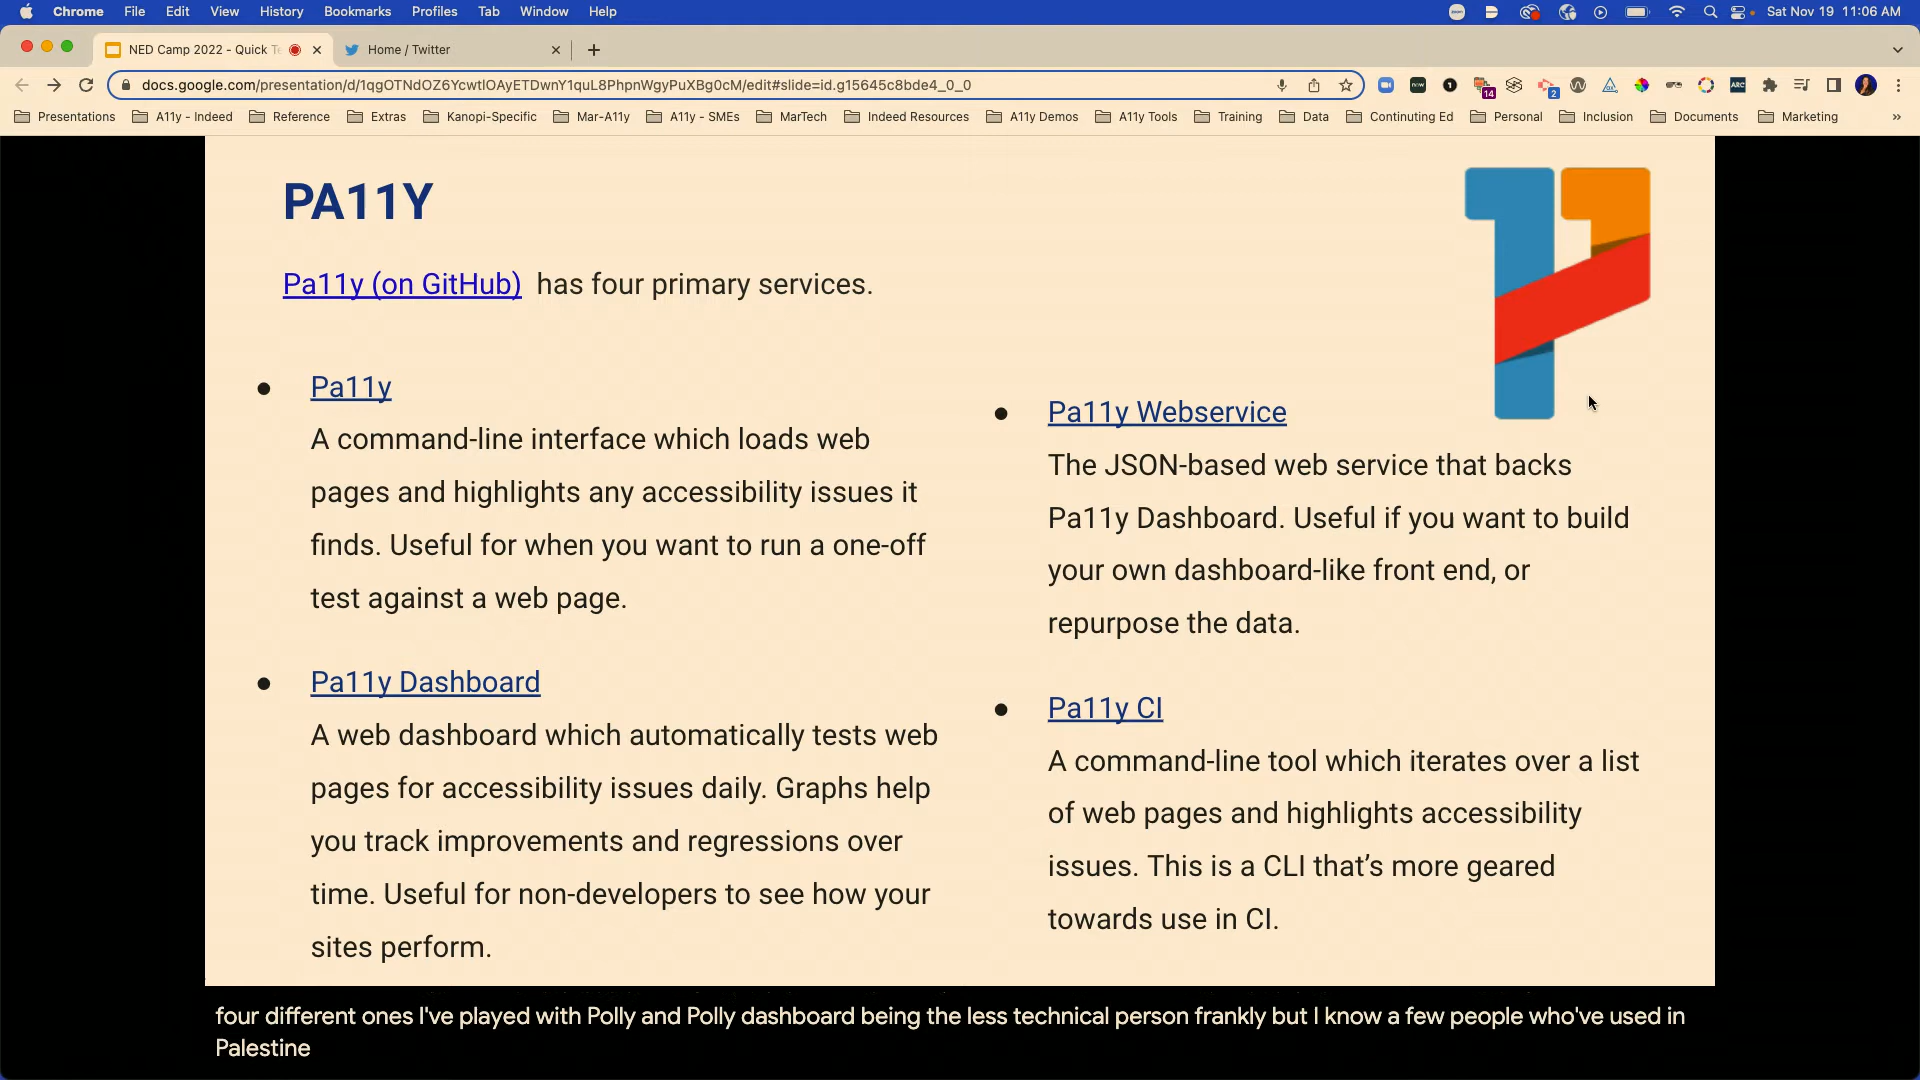 Chrome File Edit View History Bookmarks Profiles Tab Window Help Sat Nov 19 11:06 AM
NED Camp 2022 - Quick Te
Home / Twitter
docs.google.com/presentation/d/1qgOTNdOZ6YcwtlOAyETDwnY1quL8PhpnWgyPuXBg0cM/edit#slide=id.g15645c8bde4_0_0
Presentations A11y - Indeed Reference Extras Kanopi-Specific Mar-A11y A11y - SMEs MarTech Indeed Resources A11y Demos A11y Tools Training Data Continuting Ed Personal Inclusion Documents Marketing »
PA11Y
Pa11y (on GitHub) has four primary services.
• Pa11y
A command-line interface which loads web
pages and highlights any accessibility issues it
finds. Useful for when you want to run a one-off
test against a web page.
• Pa11y Dashboard
A web dashboard which automatically tests web
pages for accessibility issues daily. Graphs help
you track improvements and regressions over
time. Useful for non-developers to see how your
sites perform.
• Pa11y Webservice
The JSON-based web service that backs
Pa11y Dashboard. Useful if you want to build
your own dashboard-like front end, or
repurpose the data.
• Pa11y CI
A command-line tool which iterates over a list
of web pages and highlights accessibility
issues. This is a CLI that’s more geared
towards use in CI.
four different ones I've played with Polly and Polly dashboard being the less technical person frankly but I know a few people who've used in
Palestine